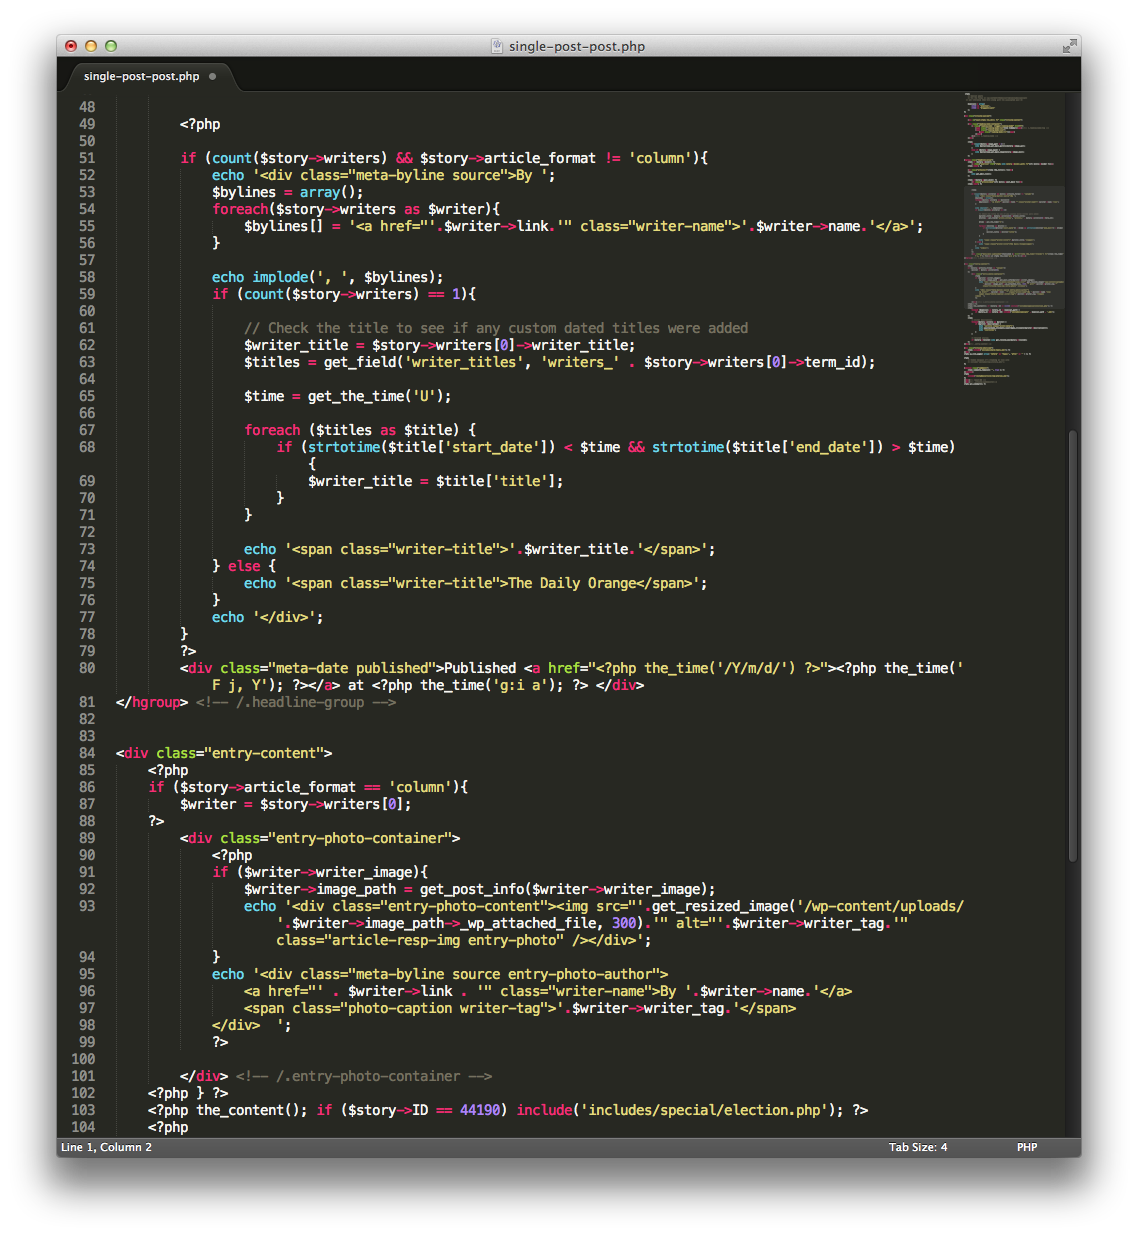 single-post-post.php
single-post-post.php
48
49 <?php
50
51 if (count($story->writers) && $story->article_format != 'column'){
52 echo '<div class="meta-byline source">By ';
53 $bylines = array();
54 foreach($story->writers as $writer){
55 $bylines[] = '<a href="'.$writer->link.'" class="writer-name">'.$writer->name.'</a>';
56 }
57
58 echo implode(', ', $bylines);
59 if (count($story->writers) == 1){
60
61 // Check the title to see if any custom dated titles were added
62 $writer_title = $story->writers[0]->writer_title;
63 $titles = get_field('writer_titles', 'writers_' . $story->writers[0]->term_id);
64
65 $time = get_the_time('U');
66
67 foreach ($titles as $title) {
68 if (strtotime($title['start_date']) < $time && strtotime($title['end_date']) > $time)
{
69 $writer_title = $title['title'];
70 }
71 }
72
73 echo '<span class="writer-title">'.$writer_title.'</span>';
74 } else {
75 echo '<span class="writer-title">The Daily Orange</span>';
76 }
77 echo '</div>';
78 }
79 ?>
80 <div class="meta-date published">Published <a href="<?php the_time('/Y/m/d/') ?>"><?php the_time('
F j, Y'); ?></a> at <?php the_time('g:i a'); ?> </div>
81 </hgroup> <!-- /.headline-group -->
82
83
84 <div class="entry-content">
85 <?php
86 if ($story->article_format == 'column'){
87 $writer = $story->writers[0];
88 ?>
89 <div class="entry-photo-container">
90 <?php
91 if ($writer->writer_image){
92 $writer->image_path = get_post_info($writer->writer_image);
93 echo '<div class="entry-photo-content"><img src="'.get_resized_image('/wp-content/uploads/
'.$writer->image_path->_wp_attached_file, 300).'" alt="'.$writer->writer_tag.'"
class="article-resp-img entry-photo" /></div>';
94 }
95 echo '<div class="meta-byline source entry-photo-author">
96 <a href="' . $writer->link . '" class="writer-name">By '.$writer->name.'</a>
97 <span class="photo-caption writer-tag">'.$writer->writer_tag.'</span>
98 </div> ';
99 ?>
100
101 </div> <!-- /.entry-photo-container -->
102 <?php } ?>
103 <?php the_content(); if ($story->ID == 44190) include('includes/special/election.php'); ?>
104 <?php
Line 1, Column 2
Tab Size: 4
PHP